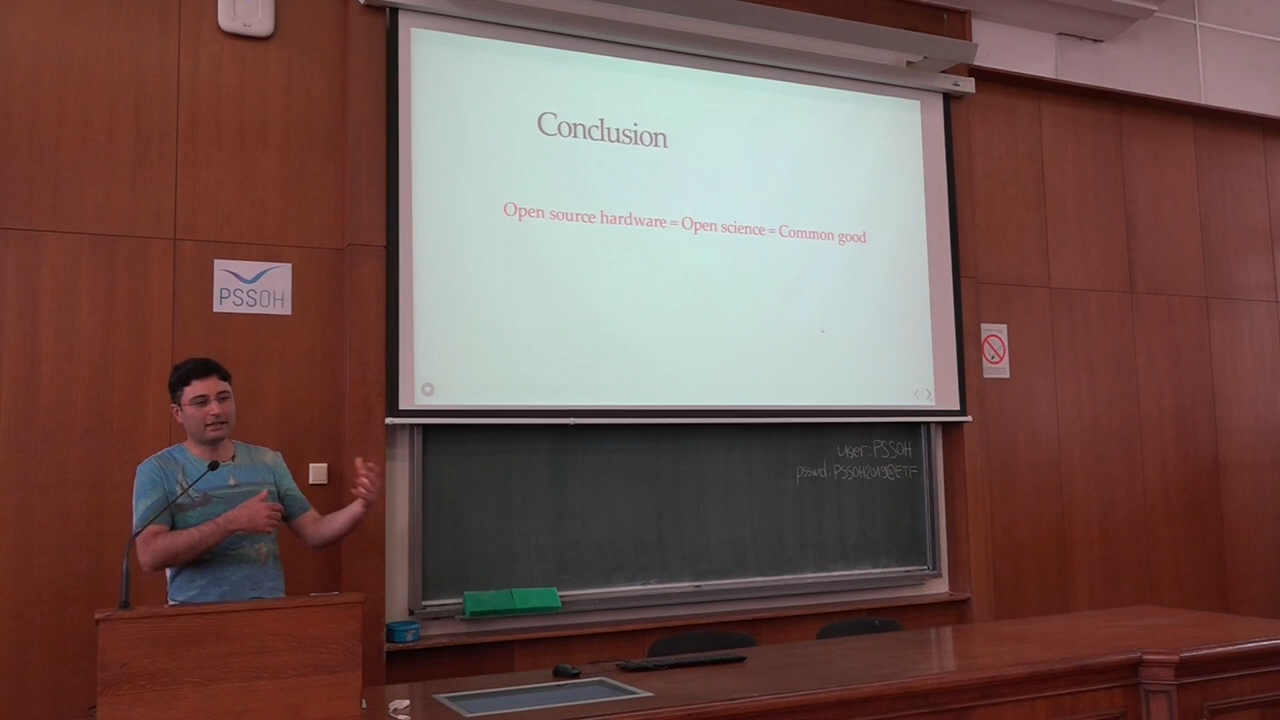 Conclusion
Open source hardware = Open science = Common good
PSSOH
user: PSSOH
psswd: PSSOH2019@ETF